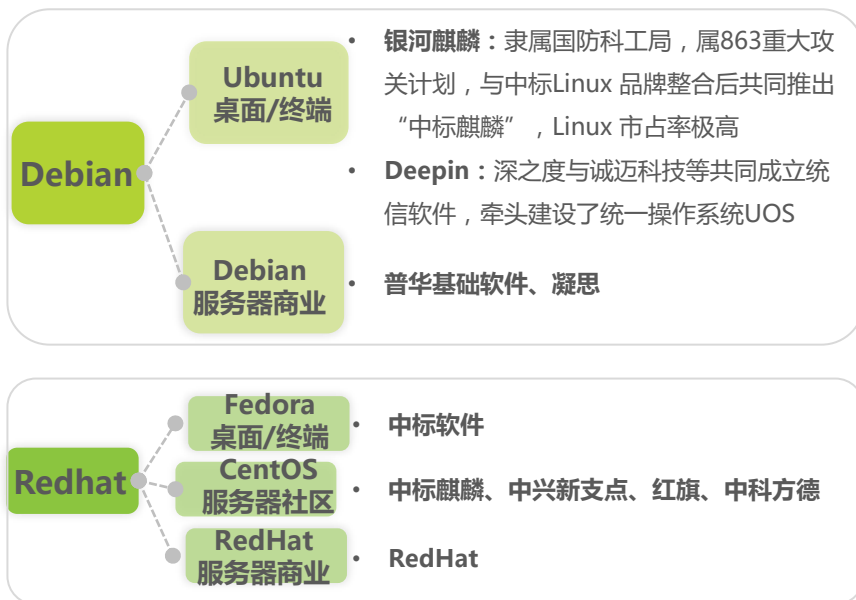 Debian
Ubuntu
桌面/终端
• 银河麒麟：隶属国防科工局，属863重大攻
关计划，与中标Linux 品牌整合后共同推出
“中标麒麟”，Linux 市占率极高
• Deepin：深之度与诚迈科技等共同成立统
信软件，牵头建设了统一操作系统UOS
Debian
服务器商业
• 普华基础软件、凝思
Redhat
Fedora
桌面/终端
• 中标软件
CentOS
服务器社区
• 中标麒麟、中兴新支点、红旗、中科方德
RedHat
服务器商业
• RedHat